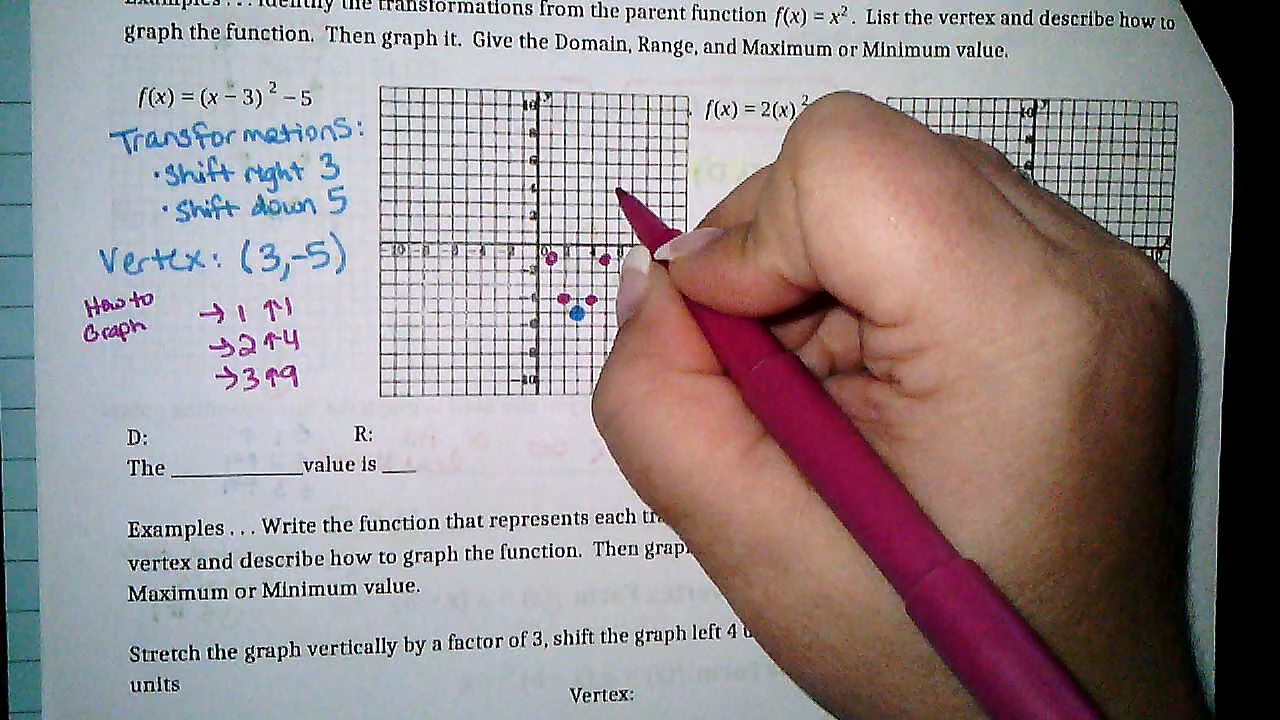 Examples . . . Identify the transformations from the parent function f(x) = x². List the vertex and describe how to
graph the function. Then graph it. Give the Domain, Range, and Maximum or Minimum value.
f(x) = (x – 3)² – 5
Transformations:
• Shift right 3
• Shift down 5
Vertex: (3,-5)
How to
Graph
→ 1 ↑1
→2↑4
→3↑9
f(x) = 2(x)²
D: R:
The __________value is ___
Examples . . . Write the function that represents each
vertex and describe how to graph the function. Then
Maximum or Minimum value.
Stretch the graph vertically by a factor of 3, shift the graph left 4
units
Vertex: